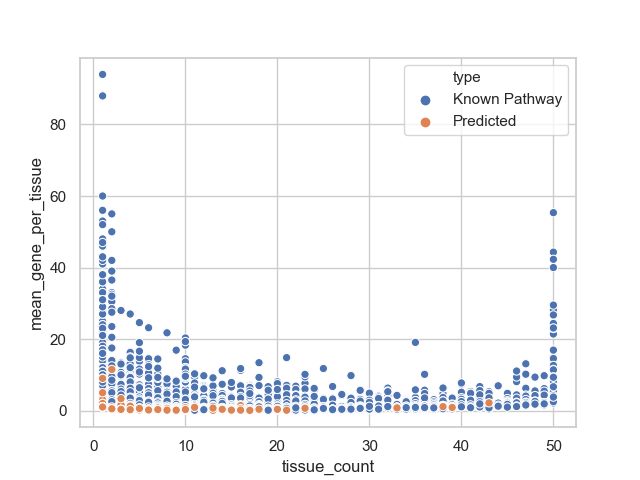 type
Known Pathway
Predicted
mean_gene_per_tissue
80
60
40
20
0
0 10 20 30 40 50
tissue_count